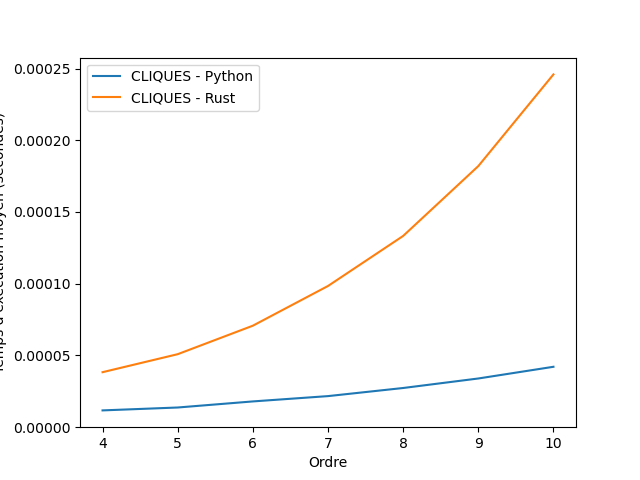 CLIQUES - Python
CLIQUES - Rust
0.00025
0.00020
0.00015
0.00010
0.00005
0.00000
4 5 6 7 8 9 10
Ordre
Temps d'exécution moyen (secondes)